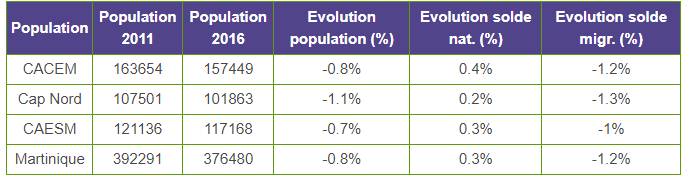 Population Population 2011 Population 2016 Evolution population (%) Evolution solde nat. (%) Evolution solde migr. (%)
CACEM 163654 157449 -0.8% 0.4% -1.2%
Cap Nord 107501 101863 -1.1% 0.2% -1.3%
CAESM 121136 117168 -0.7% 0.3% -1%
Martinique 392291 376480 -0.8% 0.3% -1.2%